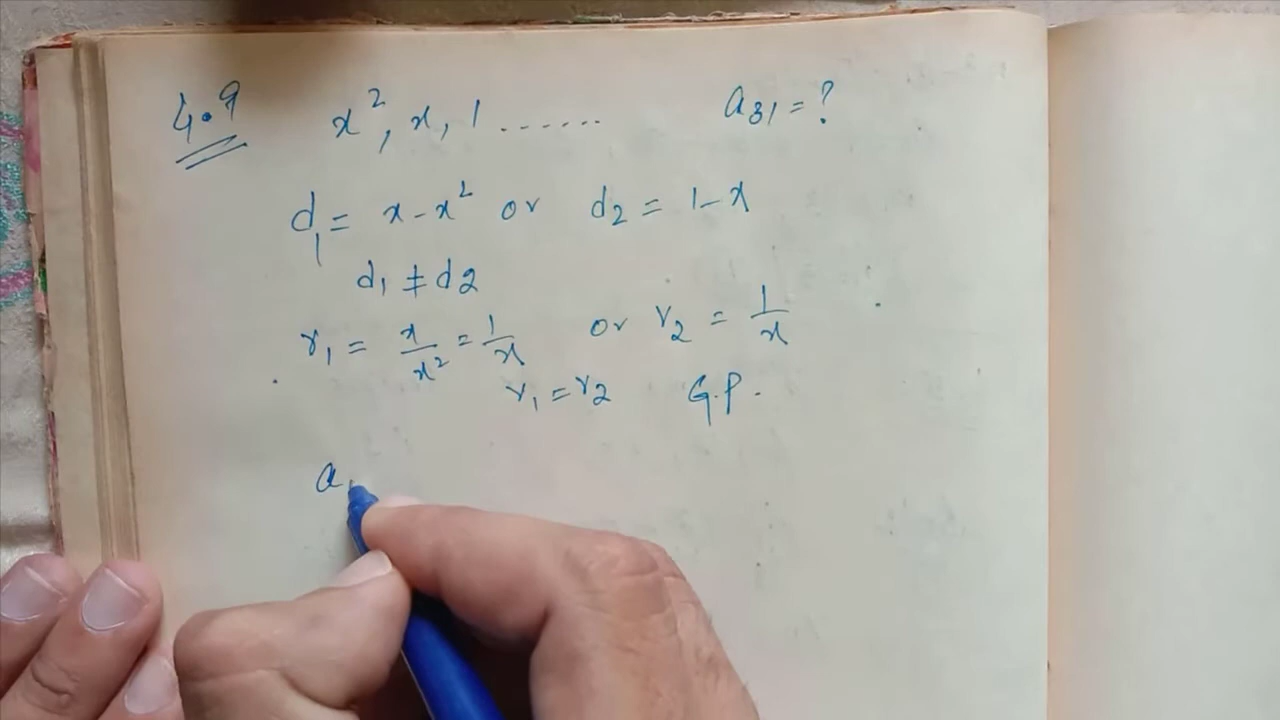 4.9 x², x, 1 ....... a₃₁ = ?
d₁ = x - x² or d₂ = 1 - x
d₁ ≠ d₂
r₁ = x/x² = 1/x or r₂ = 1/x
r₁ = r₂ G.P.
a